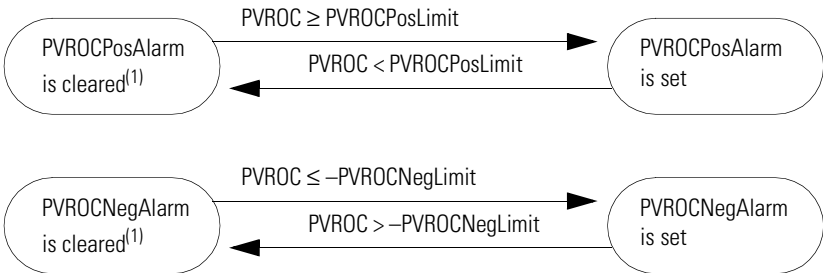 PVROC ≥ PVROCPosLimit
PVROCPosAlarm
is cleared(1)
PVROC < PVROCPosLimit
PVROCPosAlarm
is set
PVROC ≤ –PVROCNegLimit
PVROCNegAlarm
is cleared(1)
PVROC > –PVROCNegLimit
PVROCNegAlarm
is set